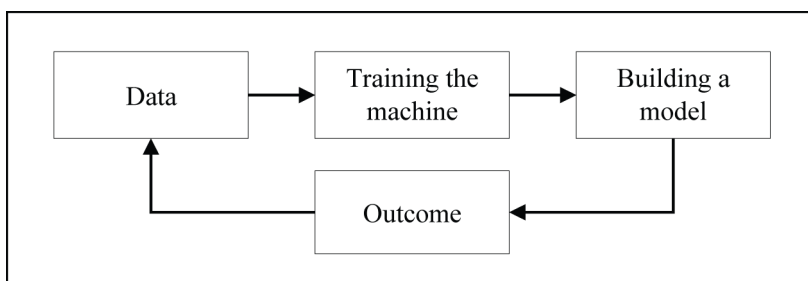 Data
Training the
machine
Building a
model
Outcome